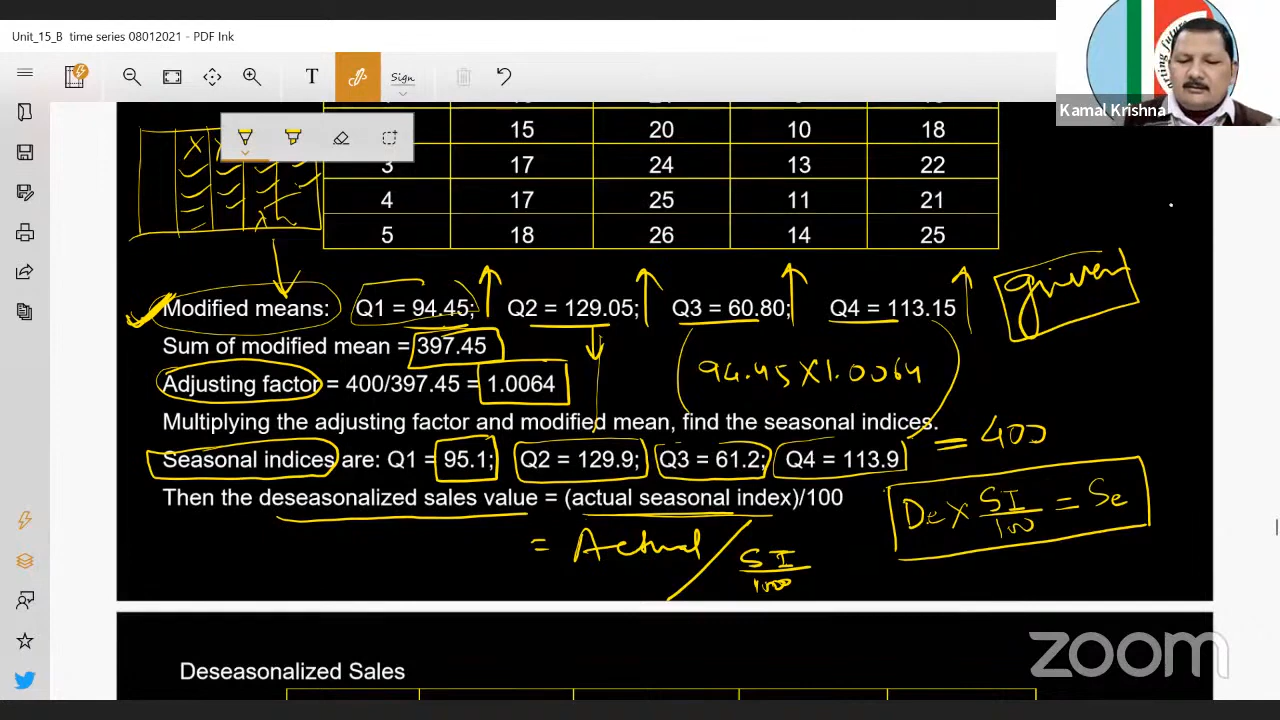 Unit_15_B time series 08012021 - PDF Ink
T
Sign
Kamal Krishna
X
15 20 10 18
3 17 24 13 22
4 17 25 11 21
5 18 26 14 25
given
Modified means: Q1 = 94.45; Q2 = 129.05; Q3 = 60.80; Q4 = 113.15
Sum of modified mean = 397.45
94.45 X 1.0064
Adjusting factor = 400/397.45 = 1.0064
Multiplying the adjusting factor and modified mean, find the seasonal indices.
= 400
Seasonal indices are: Q1 = 95.1; Q2 = 129.9; Q3 = 61.2; Q4 = 113.9
Then the deseasonalized sales value = (actual seasonal index)/100
De x SI/100 = Se
= Actual / SI/100
Deseasonalized Sales
zoom